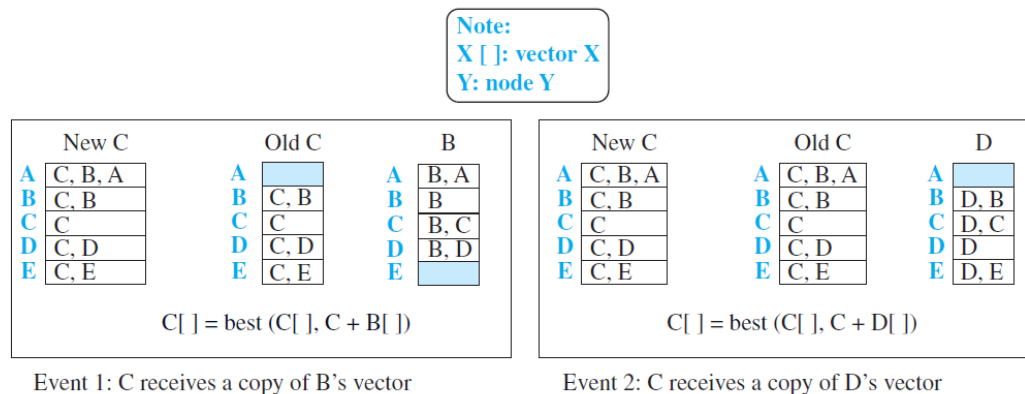 Note:
X [ ]: vector X
Y: node Y
New C Old C B
A C, B, A A A B, A
B C, B B C, B B B
C C C C C B, C
D C, D D C, D D B, D
E C, E E C, E E
C[ ] = best (C[ ], C + B[ ])
Event 1: C receives a copy of B's vector
New C Old C D
A C, B, A A C, B, A A
B C, B B C, B B D, B
C C C C C D, C
D C, D D C, D D D
E C, E E C, E E D, E
C[ ] = best (C[ ], C + D[ ])
Event 2: C receives a copy of D's vector